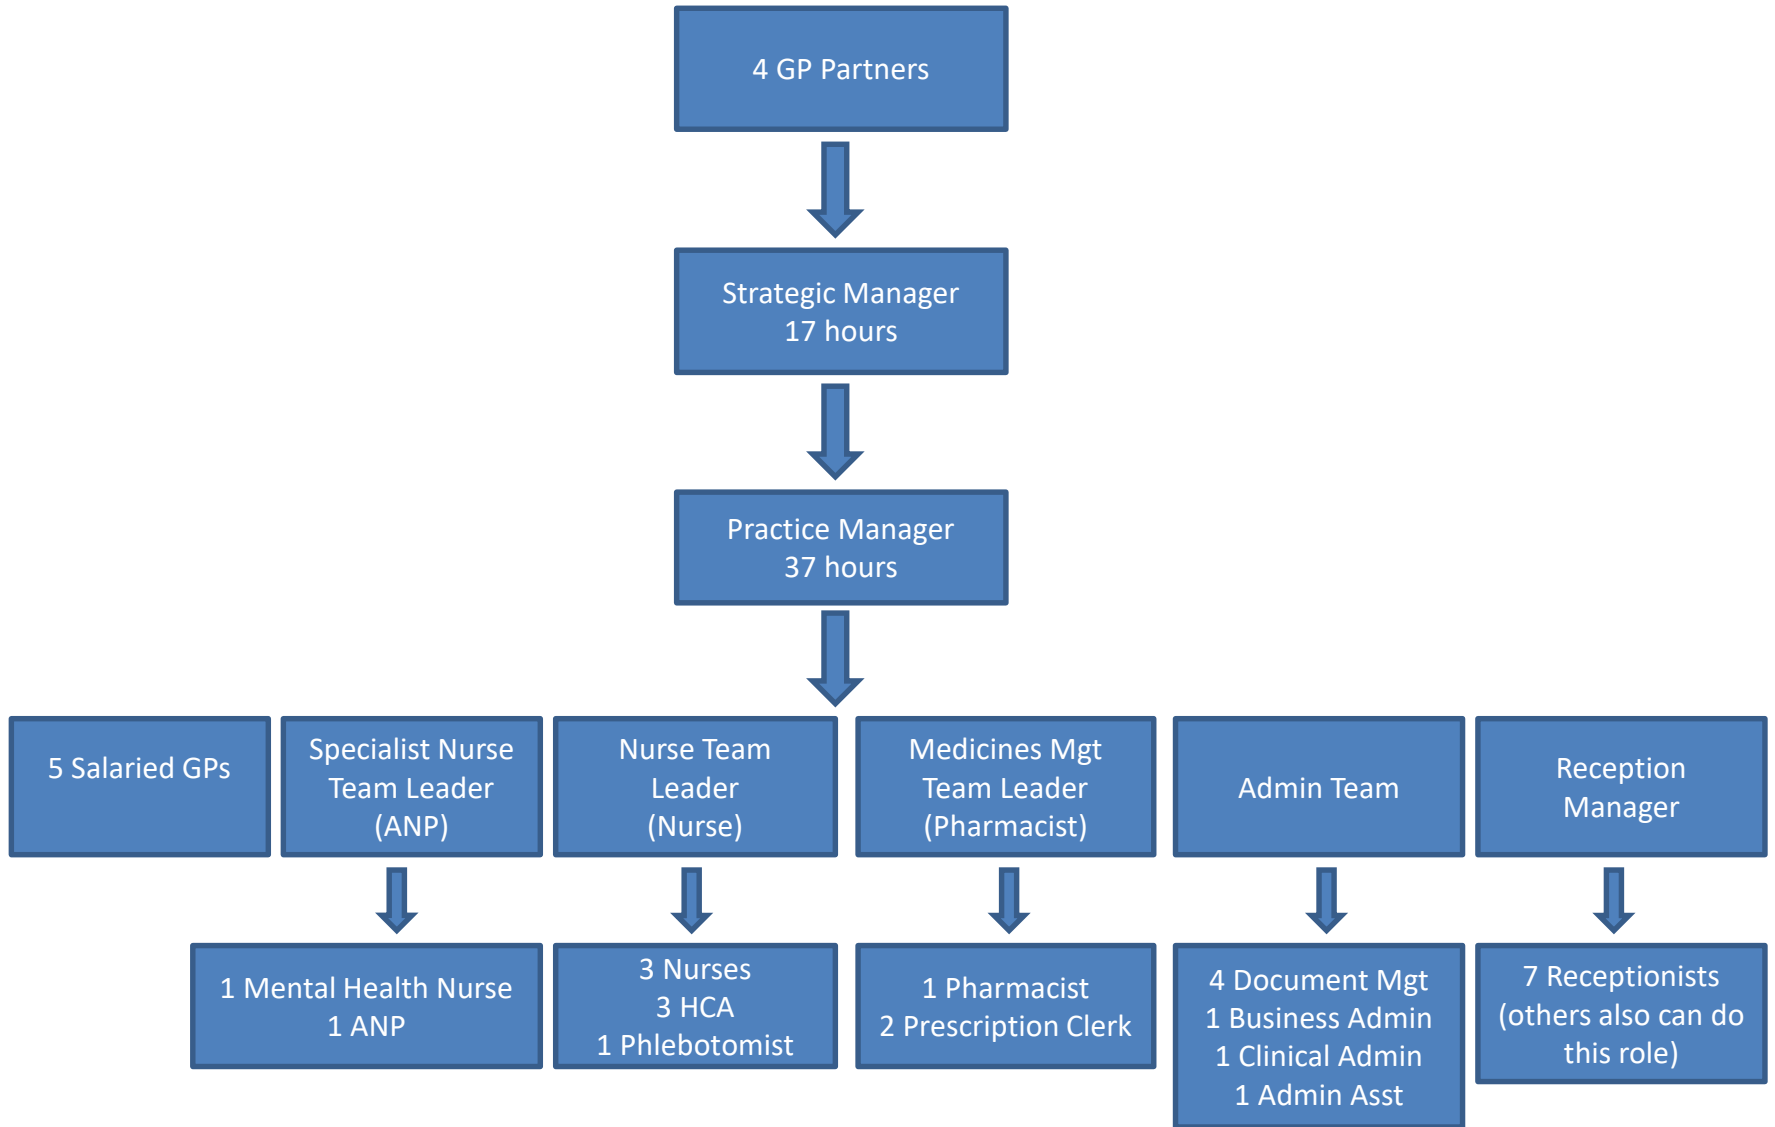 4 GP Partners
Strategic Manager
17 hours
Practice Manager
37 hours
5 Salaried GPs
Specialist Nurse
Team Leader
(ANP)
Nurse Team
Leader
(Nurse)
Medicines Mgt
Team Leader
(Pharmacist)
Admin Team
Reception
Manager
1 Mental Health Nurse
1 ANP
3 Nurses
3 HCA
1 Phlebotomist
1 Pharmacist
2 Prescription Clerk
4 Document Mgt
1 Business Admin
1 Clinical Admin
1 Admin Asst
7 Receptionists
(others also can do
this role)